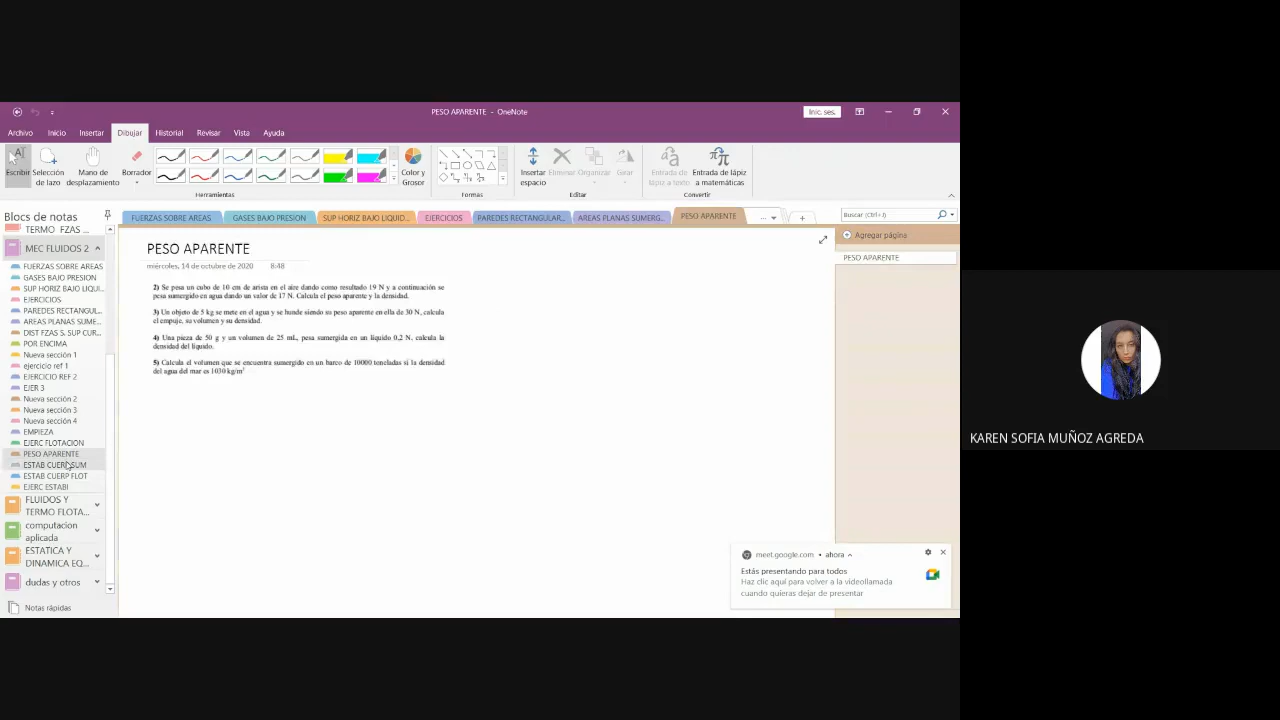 PESO APARENTE - OneNote
Inic. ses.
Archivo Inicio Insertar Dibujar Historial Revisar Vista Ayuda
Escribir
Selección de lazo
Mano de desplazamiento
Borrador
Color y Grosor
Insertar espacio
Eliminar
Organizar
Girar
Entrada de lápiz a texto
Entrada de lápiz a matemáticas
Herramientas Formas Editar Convertir
Blocs de notas
FUERZAS SOBRE AREAS GASES BAJO PRESION SUP HORIZ BAJO LIQUID... EJERCICIOS PAREDES RECTANGULAR... AREAS PLANAS SUMERG... PESO APARENTE ... +
Buscar (Ctrl+J)
Agregar página
PESO APARENTE
TERMO FZAS ...
MEC FLUIDOS 2
FUERZAS SOBRE AREAS
GASES BAJO PRESION
SUP HORIZ BAJO LIQUI...
EJERCICIOS
PAREDES RECTANGUL...
AREAS PLANAS SUME...
DIST FZAS S. SUP CUR...
POR ENCIMA
Nueva sección 1
ejercicio ref 1
EJERCICIO REF 2
EJER 3
Nueva sección 2
Nueva sección 3
Nueva sección 4
EMPIEZA
EJERC FLOTACION
PESO APARENTE
ESTAB CUERP SUM
ESTAB CUERP FLOT
EJERC ESTABI
FLUIDOS Y
TERMO FLOTA...
computacion
aplicada
ESTATICA Y
DINAMICA EQ...
dudas y otros
Notas rápidas
PESO APARENTE
miércoles, 14 de octubre de 2020 8:48
2) Se pesa un cubo de 10 cm de arista en el aire dando como resultado 19 N y a continuación se
pesa sumergido en agua dando un valor de 17 N. Calcula el peso aparente y la densidad.
3) Un objeto de 5 kg se mete en el agua y se hunde siendo su peso aparente en ella de 30 N, calcula
el empuje, su volumen y su densidad.
4) Una pieza de 50 g y un volumen de 25 mL, pesa sumergida en un líquido 0,2 N, calcula la
densidad del líquido.
5) Calcula el volumen que se encuentra sumergido en un barco de 10000 toneladas si la densidad
del agua del mar es 1030 kg/m³
meet.google.com • ahora
Estás presentando para todos
Haz clic aquí para volver a la videollamada
cuando quieras dejar de presentar
KAREN SOFIA MUÑOZ AGREDA